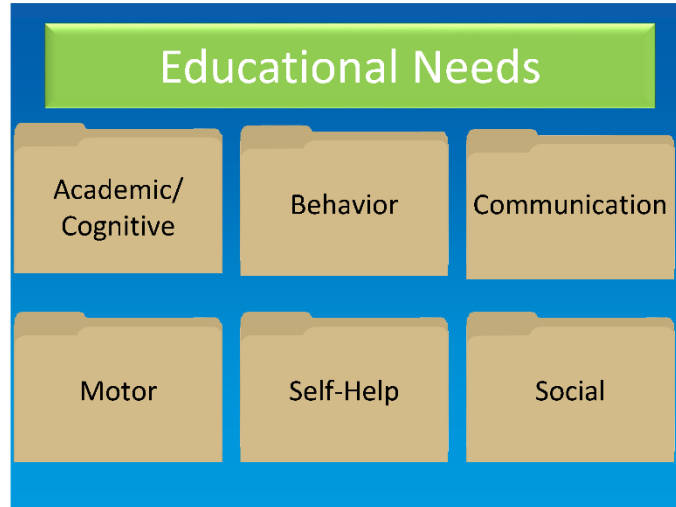 Educational Needs
Academic/
Cognitive
Behavior
Communication
Motor
Self-Help
Social